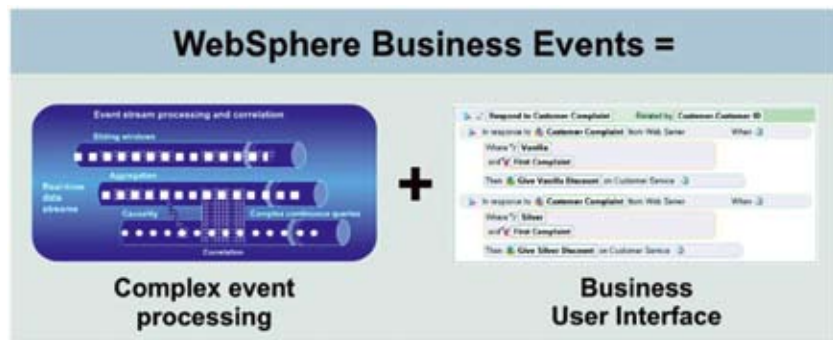 WebSphere Business Events =
Event stream processing and correlation
Sliding windows
Aggregation
Real-time
data
streams
Causality
Complex continuous queries
Correlation
Respond to Customer Complaint Related by Customer.Customer ID
In response to Customer Complaint from Web Server When
Where Vanilla
and First Complaint
Then Give Vanilla Discount on Customer Service
+
In response to Customer Complaint from Web Server When
Where Silver
and First Complaint
Then Give Silver Discount on Customer Service
Complex event
processing
Business
User Interface